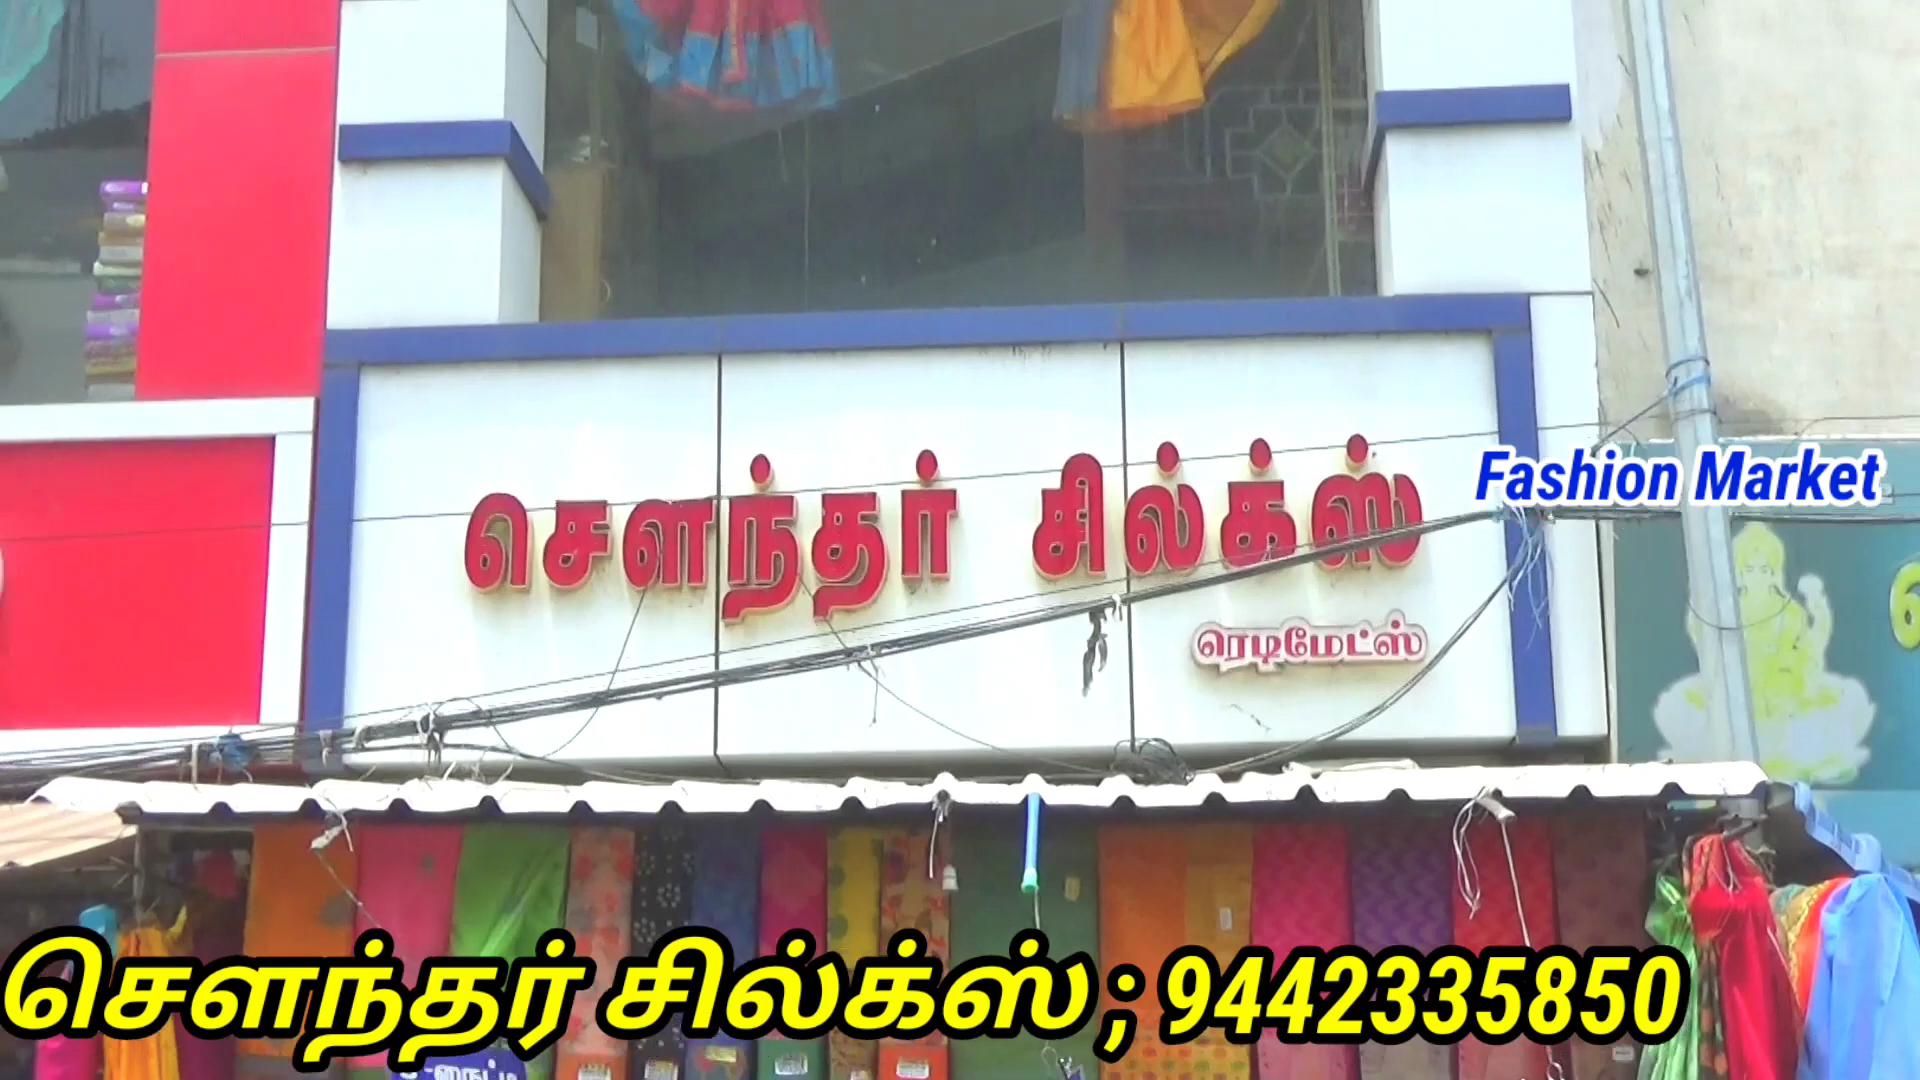 சௌந்தர் சில்க்ஸ்
Fashion Market
ரெடிமேட்ஸ்
சௌந்தர் சில்க்ஸ் ; 9442335850